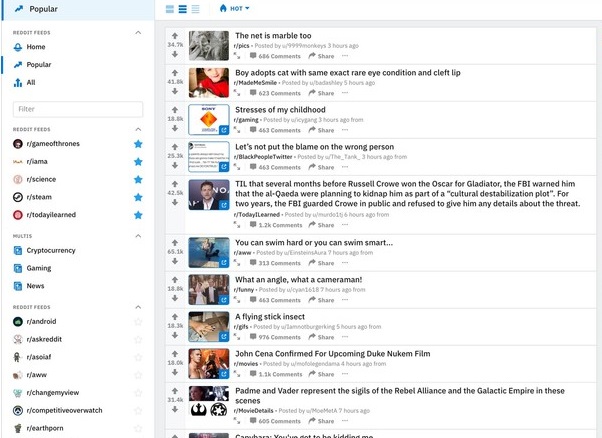 Popular
HOT
REDDIT FEEDS
Home
Popular
All
Filter
REDDIT FEEDS
r/gameofthrones
r/iama
r/science
r/steam
r/todayilearned
MULTIS
Cryptocurrency
Gaming
News
REDDIT FEEDS
r/android
r/askreddit
r/asoiaf
r/aww
r/changemyview
r/competitiveoverwatch
r/earthporn
34.7k
The net is marble too
r/pics • Posted by u/9999monkeys 3 hours ago
686 Comments Share
41.8k
Boy adopts cat with same exact rare eye condition and cleft lip
r/MadeMeSmile • Posted by u/badashley 5 hours ago
623 Comments Share
18.8k
SONY
Stresses of my childhood
r/gaming • Posted by u/icygang 3 hours ago from
463 Comments Share
25.3k
Let's not put the blame on the wrong person
r/BlackPeopleTwitter • Posted by u/The_Tank_ 2 hours ago from
463 Comments Share
42.5k
TIL that several months before Russell Crowe won the Oscar for Gladiator, the FBI warned him
that the al-Qaeda were planning to kidnap him as part of a "cultural destabilization plot". For
two years, the FBI guarded Crowe in public and refused to give him any details about the threat.
r/TodayILearned • Posted by u/murdo1tj 6 hours ago from
1.2k Comments Share
65.1k
You can swim hard or you can swim smart...
r/aww • Posted by u/EinsteinsAura 7 hours ago from
313 Comments Share
18.8k
What an angle, what a cameraman!
r/funny • Posted by u/cyan1618 7 hours ago from
463 Comments Share
18.3k
A flying stick insect
r/gifs • Posted by u/Iamnotburgerking 5 hours ago from
976 Comments Share
18.0k
John Cena Confirmed For Upcoming Duke Nukem Film
r/movies • Posted by u/mofolegendama 4 hours ago from
1.1k Comments Share
31.4k
Padme and Vader represent the sigils of the Rebel Alliance and the Galactic Empire in these
scenes
r/MovieDetails • Posted by u/MoeMetA 7 hours ago from
605 Comments Share
Capybara: You've got to be kidding me